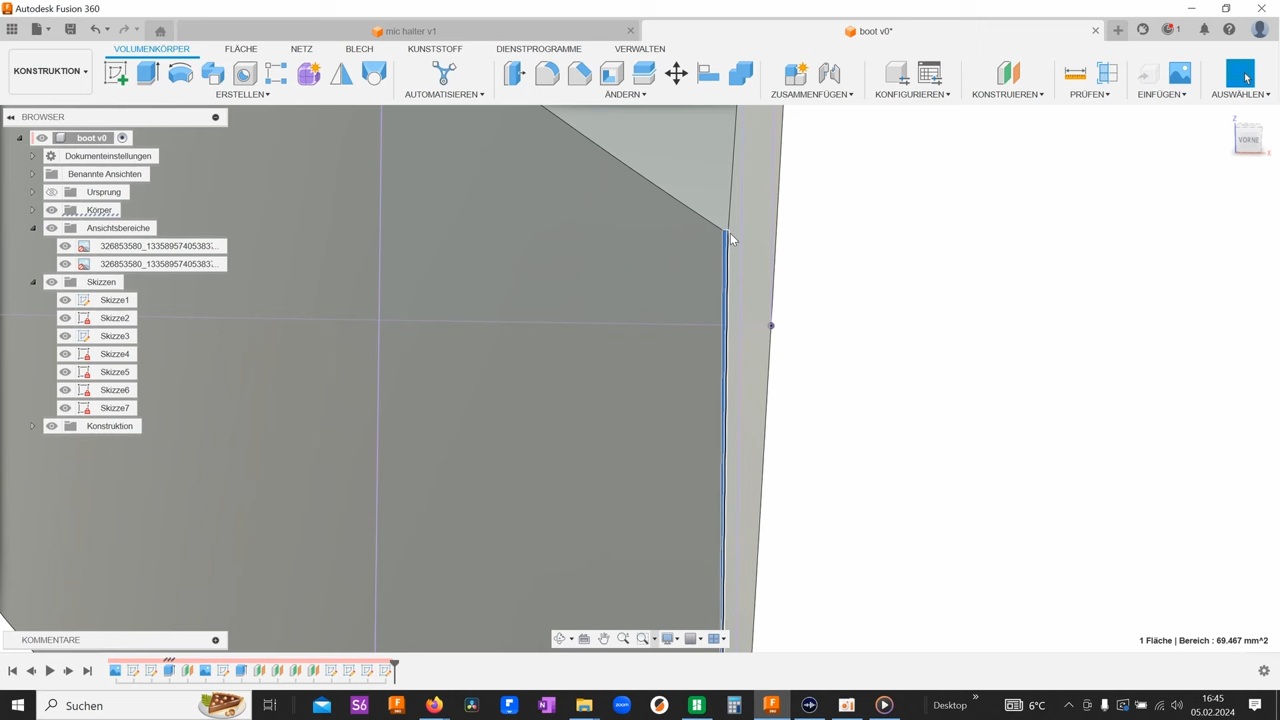 Autodesk Fusion 360
mic halter v1
boot v0*
1
KONSTRUKTION
VOLUMENKÖRPER
FLÄCHE
NETZ
BLECH
KUNSTSTOFF
DIENSTPROGRAMME
VERWALTEN
ERSTELLEN
AUTOMATISIEREN
ÄNDERN
ZUSAMMENFÜGEN
KONFIGURIEREN
KONSTRUIEREN
PRÜFEN
EINFÜGEN
AUSWÄHLEN
BROWSER
boot v0
Dokumenteinstellungen
Benannte Ansichten
Ursprung
Körper
Ansichtsbereiche
326853580_13358957405383...
326853580_13358957405383...
Skizzen
Skizze1
Skizze2
Skizze3
Skizze4
Skizze5
Skizze6
Skizze7
Konstruktion
Z
VORNE
X
KOMMENTARE
1 Fläche | Bereich : 69.467 mm^2
Suchen
Desktop
6°C
16:45
05.02.2024